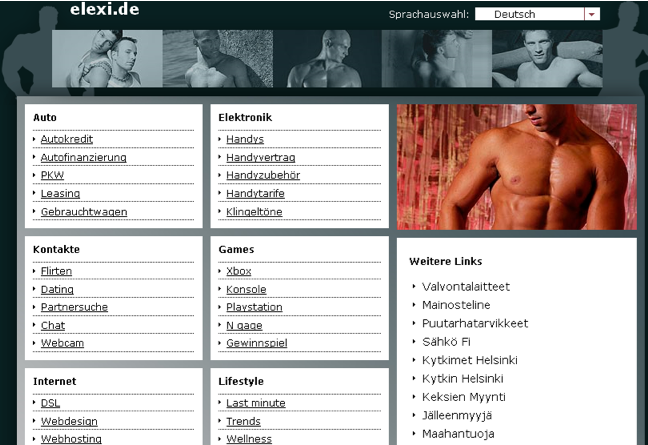 elexi.de
Sprachauswahl: Deutsch
Auto
Autokredit
Autofinanzierung
PKW
Leasing
Gebrauchtwagen
Elektronik
Handys
Handyvertrag
Handyzubehör
Handytarife
Klingeltöne
Kontakte
Flirten
Dating
Partnersuche
Chat
Webcam
Games
Xbox
Konsole
Playstation
N gage
Gewinnspiel
Weitere Links
Valvontalaitteet
Mainosteline
Puutarhatarvikkeet
Sähkö Fi
Kytkimet Helsinki
Kytkin Helsinki
Keksien Myynti
Jälleenmyyjä
Maahantuoja
Internet
DSL
Webdesign
Webhosting
Lifestyle
Last minute
Trends
Wellness